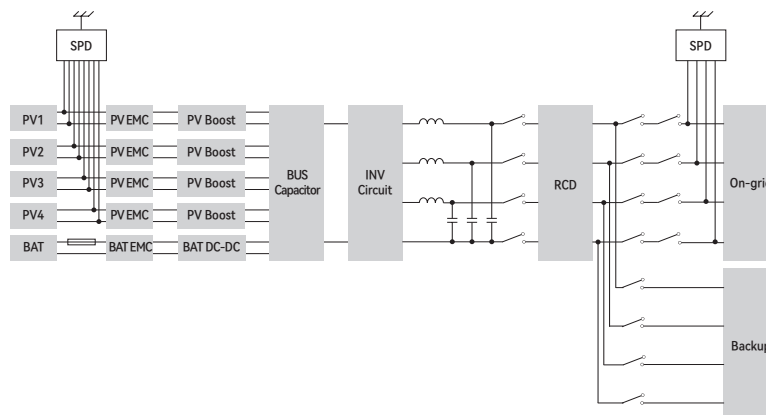 SPD
SPD
PV1
PV EMC
PV Boost
PV2
PV EMC
PV Boost
PV3
PV EMC
PV Boost
PV4
PV EMC
PV Boost
BAT
BAT EMC
BAT DC-DC
BUS
Capacitor
INV
Circuit
RCD
On-grid
Backup